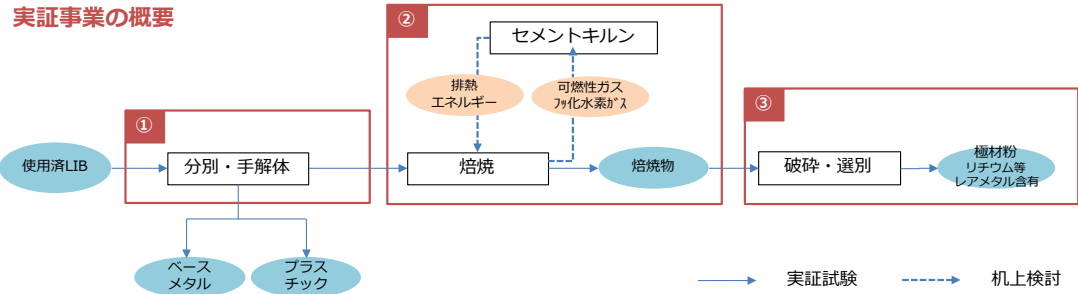 実証事業の概要
②
セメントキルン
排熱
エネルギー
可燃性ガス
フッ化水素ガス
①
③
使用済LIB
分別・手解体
焙焼
焙焼物
破砕・選別
極材粉
リチウム等
レアメタル含有
ベース
メタル
プラス
チック
実証試験
机上検討